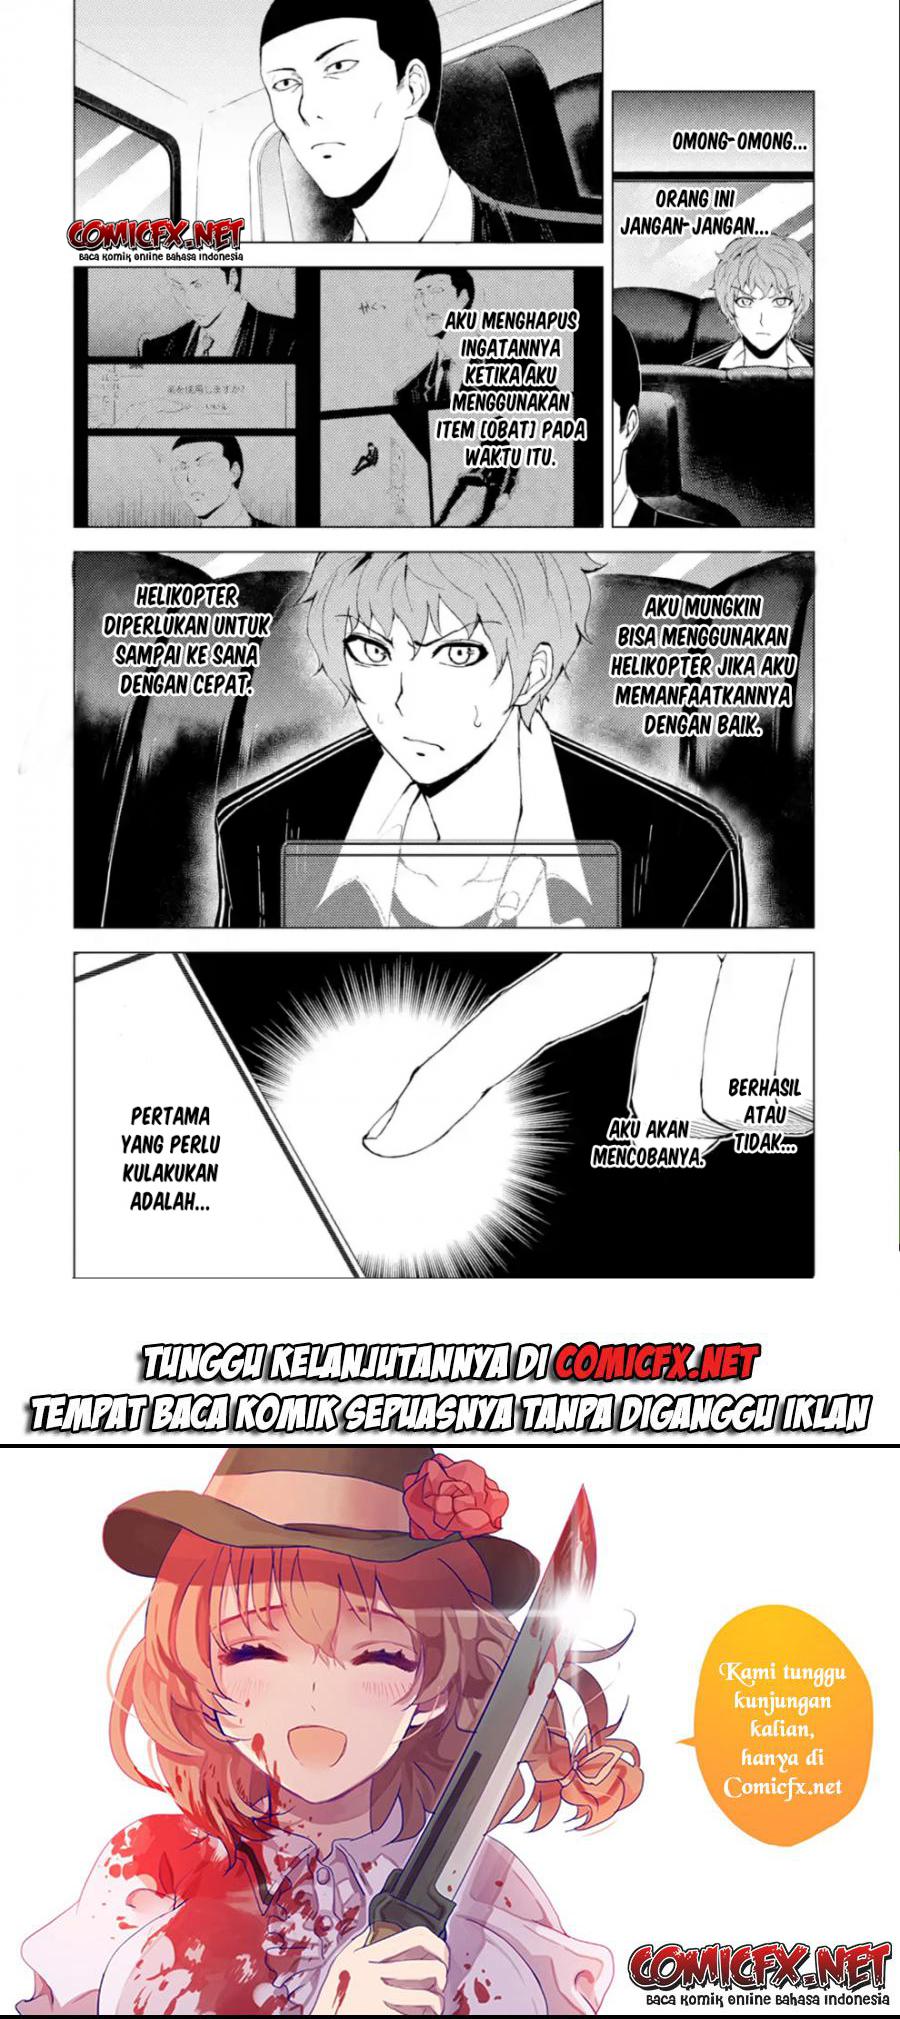 OMONG-OMONG...
ORANG INI
JANGAN-JANGAN...
COMICFX.NET
Baca Komik Online Bahasa Indonesia
AKU MENGHAPUS
INGATANNYA
KETIKA AKU
MENGGUNAKAN
ITEM [OBAT] PADA
WAKTU ITU.
AKU MUNGKIN
BISA MENGGUNAKAN
HELIKOPTER JIKA AKU
MEMANFAATKANNYA
DENGAN BAIK.
HELIKOPTER
DIPERLUKAN UNTUK
SAMPAI KE SANA
DENGAN CEPAT.
BERHASIL
ATAU
TIDAK...
AKU AKAN
MENCOBANYA.
PERTAMA
YANG PERLU
KULAKUKAN
ADALAH...
TUNGGU KELANJUTANNYA DI COMICFX.NET
TEMPAT BACA KOMIK SEPUASNYA TANPA DIGANGGU IKLAN
Kami tunggu
kunjungan
kalian,
hanya di
Comicfx.net
COMICFX.NET
Baca Komik Online Bahasa Indonesia